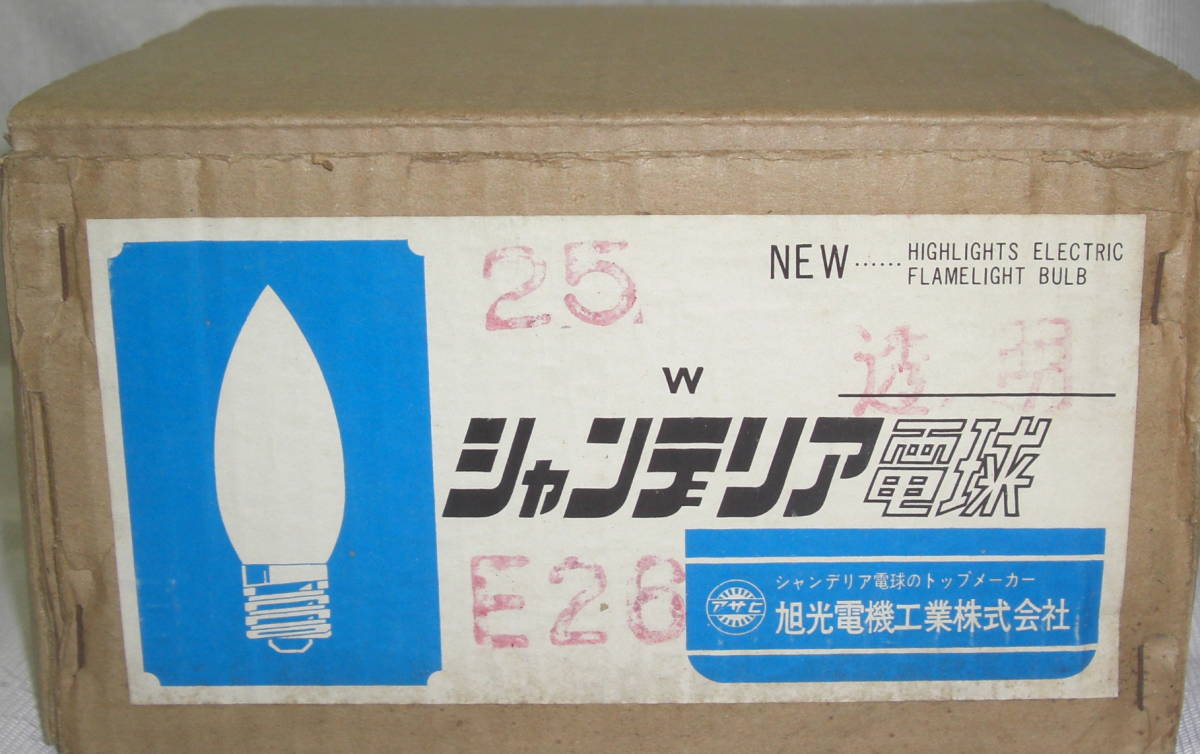 25
NEW······ HIGHLIGHTS ELECTRIC
FLAMELIGHT BULB
透明
W
シャンデリア電球
E26
シャンデリア電球のトップメーカー
アサヒ
旭光電機工業株式会社